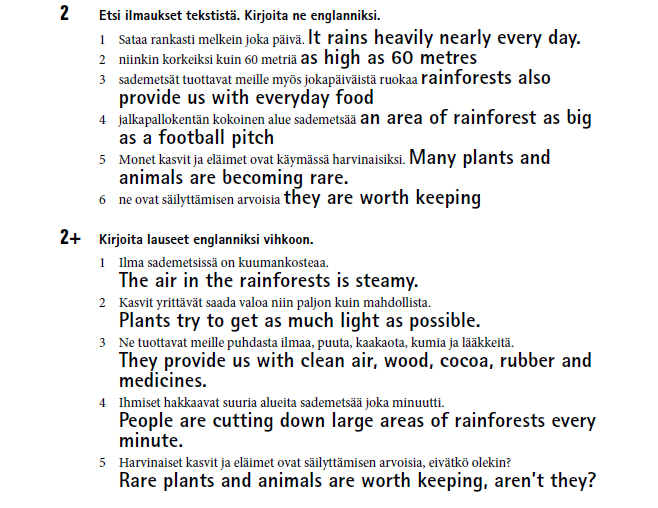 2 Etsi ilmaukset tekstistä. Kirjoita ne englanniksi.
1 Sataa rankasti melkein joka päivä. It rains heavily nearly every day.
2 niinkin korkeiksi kuin 60 metriä as high as 60 metres
3 sademetsät tuottavat meille myös jokapäiväistä ruokaa rainforests also
provide us with everyday food
4 jalkapallokentän kokoinen alue sademetsää an area of rainforest as big
as a football pitch
5 Monet kasvit ja eläimet ovat käymässä harvinaisiksi. Many plants and
animals are becoming rare.
6 ne ovat säilyttämisen arvoisia they are worth keeping
2+ Kirjoita lauseet englanniksi vihkoon.
1 Ilma sademetsissä on kuumankosteaa.
The air in the rainforests is steamy.
2 Kasvit yrittävät saada valoa niin paljon kuin mahdollista.
Plants try to get as much light as possible.
3 Ne tuottavat meille puhdasta ilmaa, puuta, kaakaota, kumia ja lääkkeitä.
They provide us with clean air, wood, cocoa, rubber and
medicines.
4 Ihmiset hakkaavat suuria alueita sademetsää joka minuutti.
People are cutting down large areas of rainforests every
minute.
5 Harvinaiset kasvit ja eläimet ovat säilyttämisen arvoisia, eivätkö olekin?
Rare plants and animals are worth keeping, aren't they?